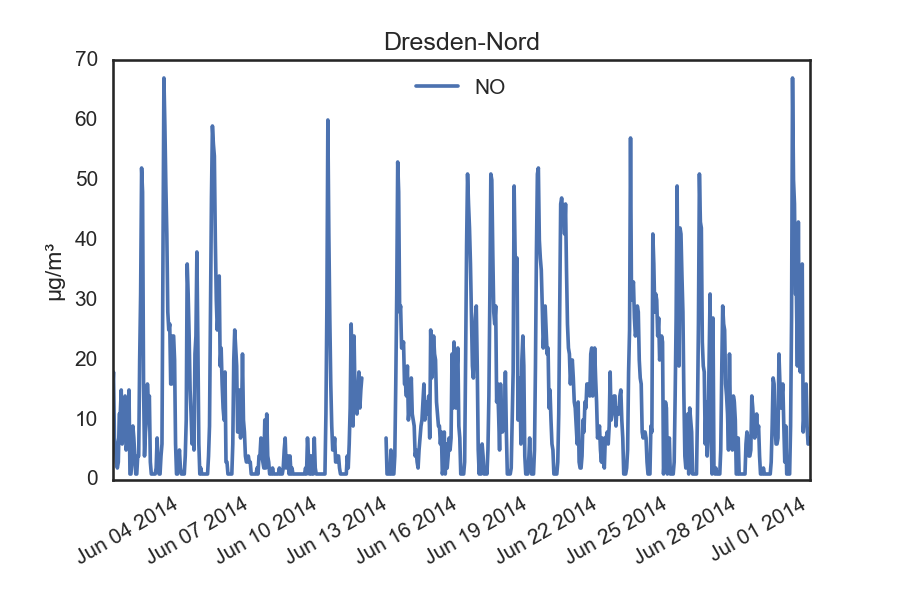 Dresden-Nord
NO
µg/m³
70
60
50
40
30
20
10
0
Jun 04 2014
Jun 07 2014
Jun 10 2014
Jun 13 2014
Jun 16 2014
Jun 19 2014
Jun 22 2014
Jun 25 2014
Jun 28 2014
Jul 01 2014